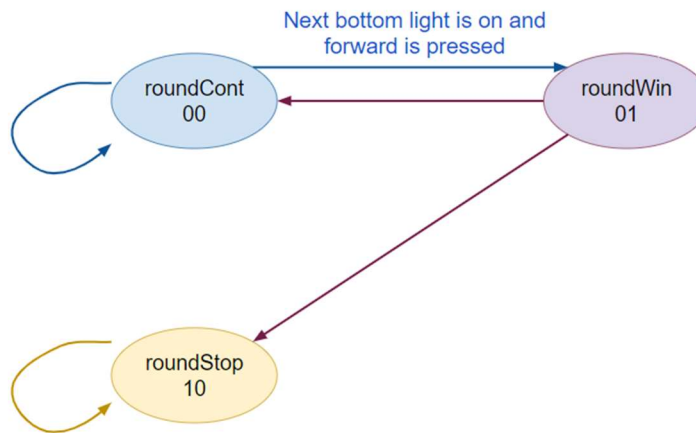 Next bottom light is on and
forward is pressed
roundCont
00
roundWin
01
roundStop
10